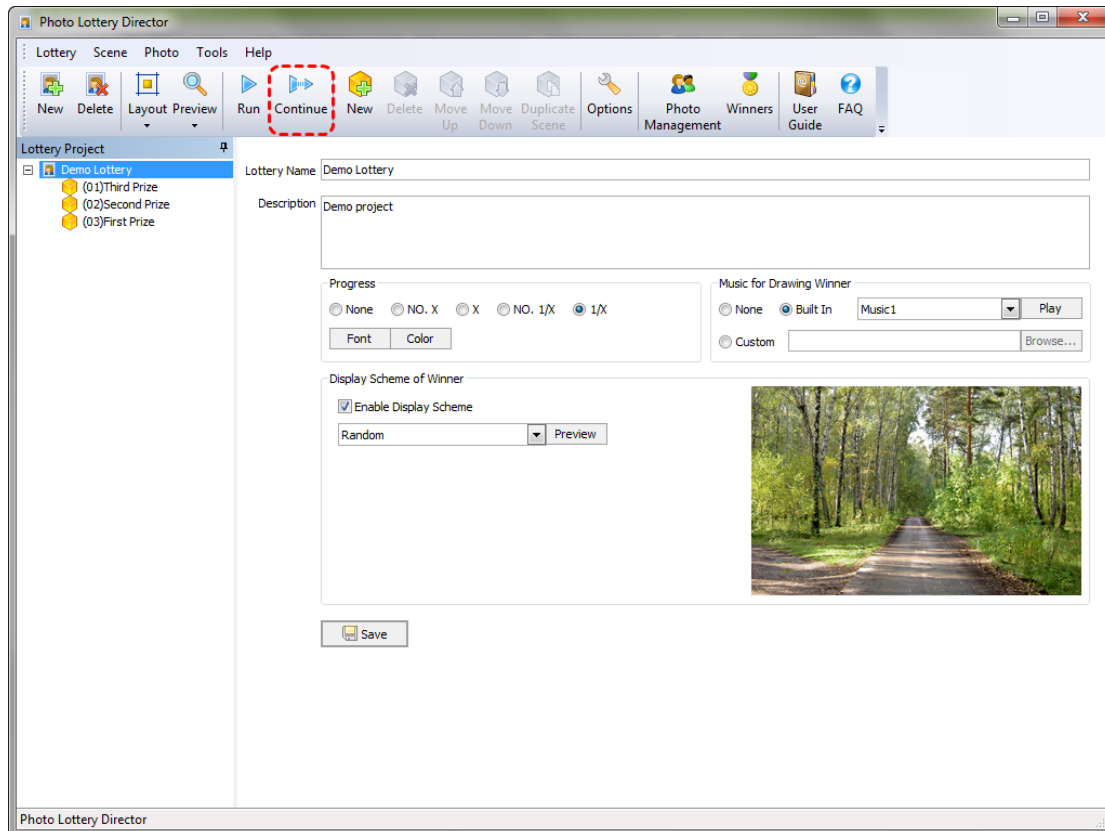 Photo Lottery Director
Lottery Scene Photo Tools Help
New Delete Layout Preview Run Continue New Delete Move Up Move Down Duplicate Scene Options Photo Management Winners User Guide FAQ
Lottery Project
Demo Lottery
(01)Third Prize
(02)Second Prize
(03)First Prize
Lottery Name Demo Lottery
Description Demo project
Progress
None NO. X X NO. 1/X 1/X
Font Color
Music for Drawing Winner
None Built In Music1 Play
Custom Browse...
Display Scheme of Winner
Enable Display Scheme
Random Preview
Save
Photo Lottery Director